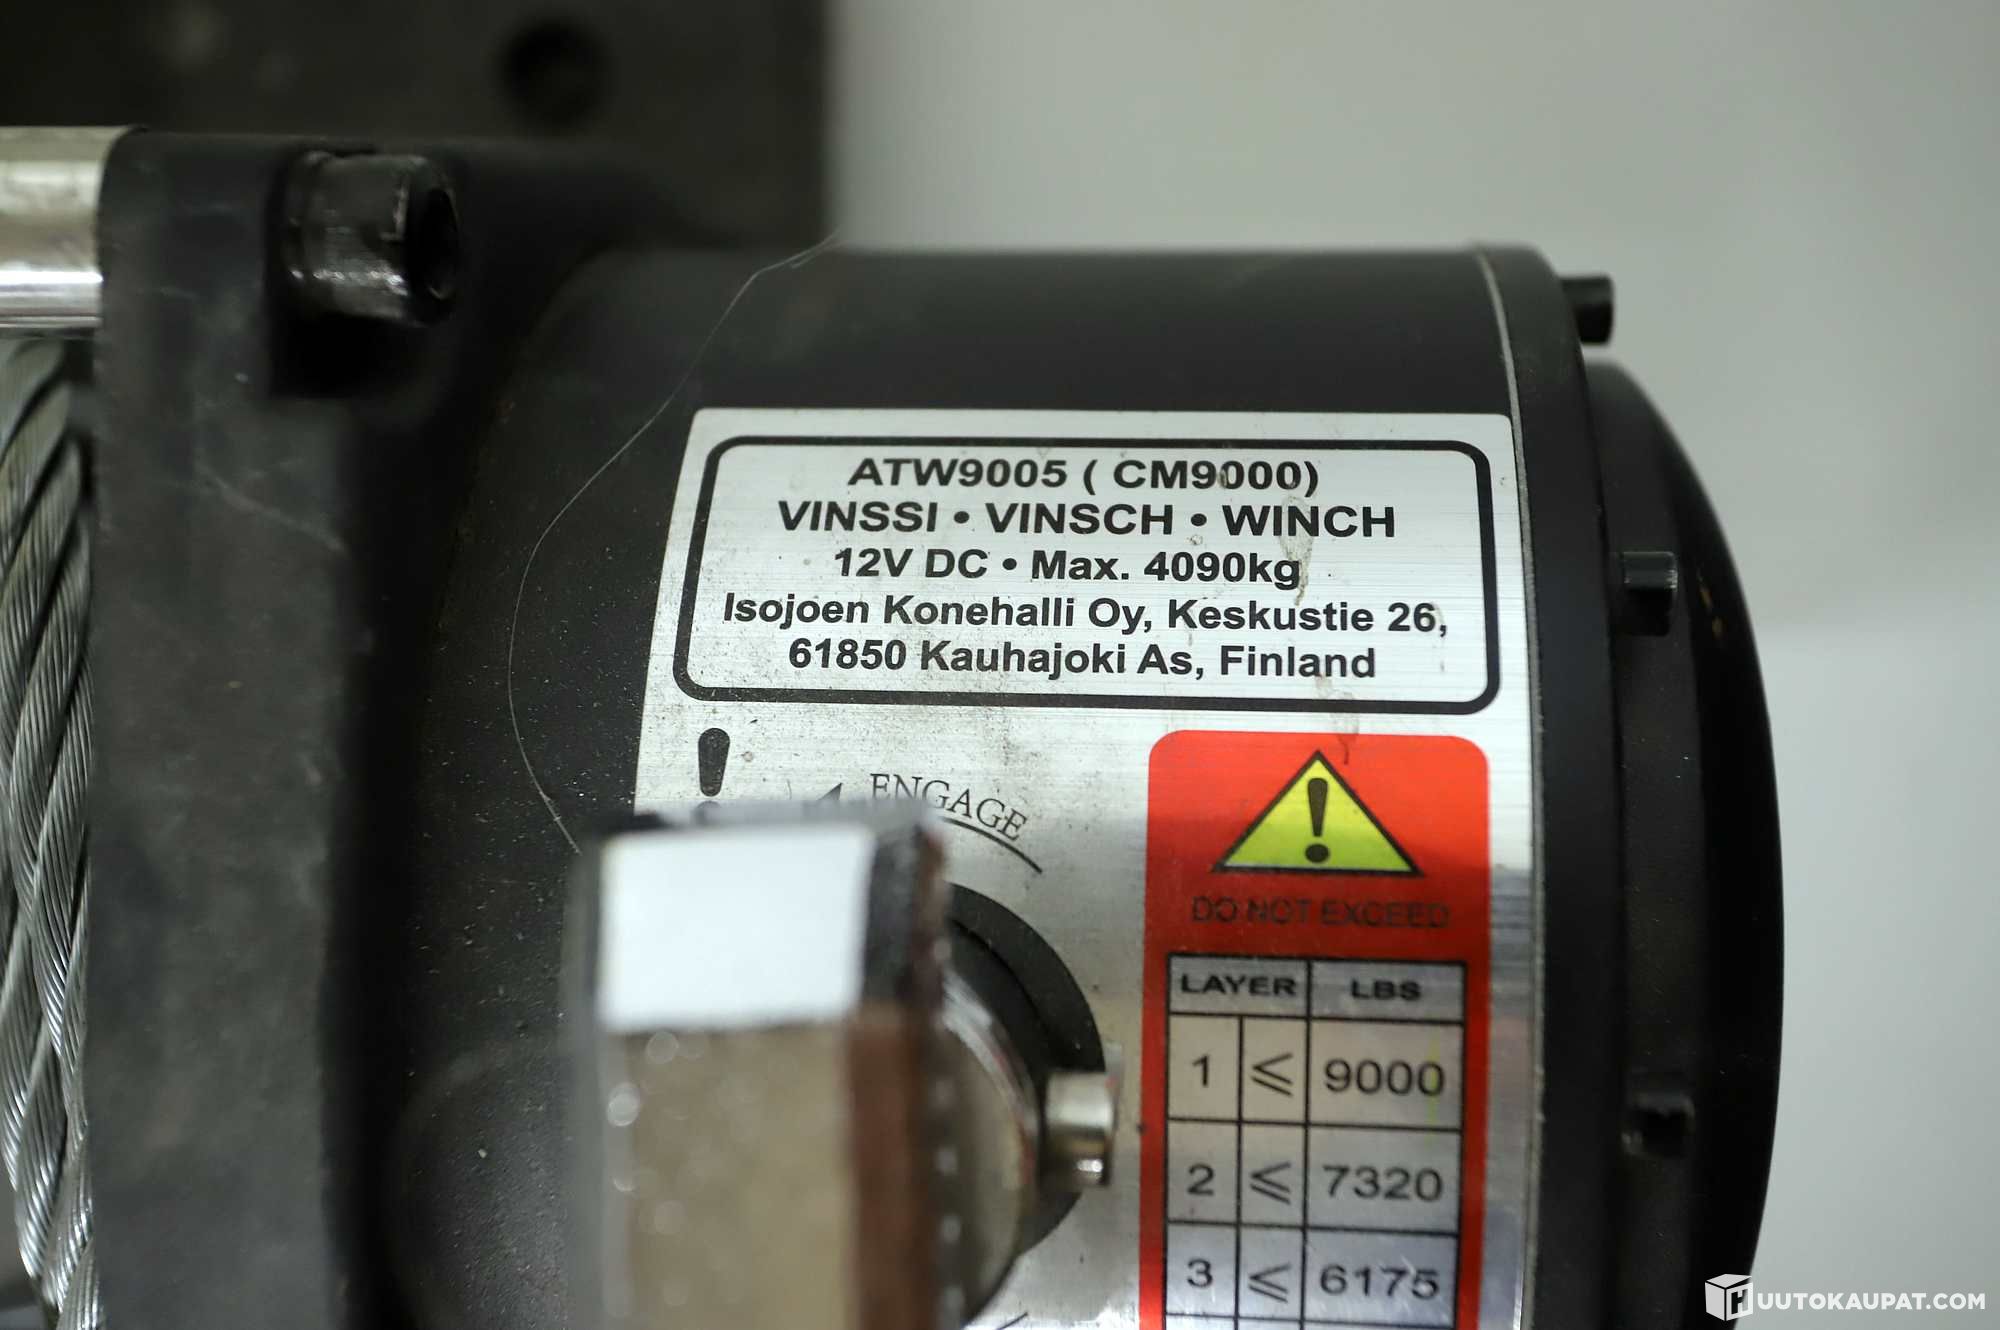 ATW9005 ( CM9000)
VINSSI • VINSCH • WINCH
12V DC • Max. 4090kg
Isojoen Konehalli Oy, Keskustie 26,
61850 Kauhajoki As, Finland
!
ENGAGE
!
DO NOT EXCEED
LAYER LBS
1 ≤ 9000
2 ≤ 7320
3 ≤ 6175
HUUTOKAUPAT.COM